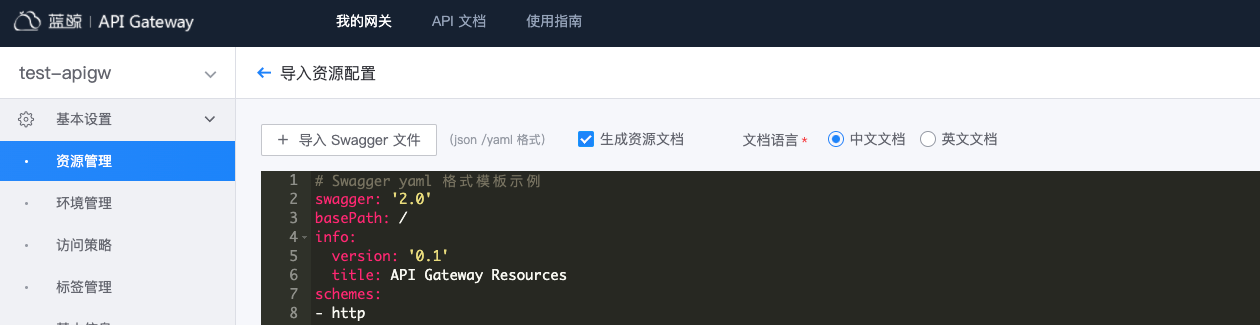 蓝鲸 | API Gateway 我的网关 API 文档 使用指南
test-apigw
← 导入资源配置
基本设置
+ 导入 Swagger 文件 (json /yaml 格式) 生成资源文档 文档语言 * 中文文档 英文文档
资源管理
环境管理
访问策略
标签管理
1 # Swagger yaml 格式模板示例
2 swagger: '2.0'
3 basePath: /
4 info:
5 version: '0.1'
6 title: API Gateway Resources
7 schemes:
8 - http